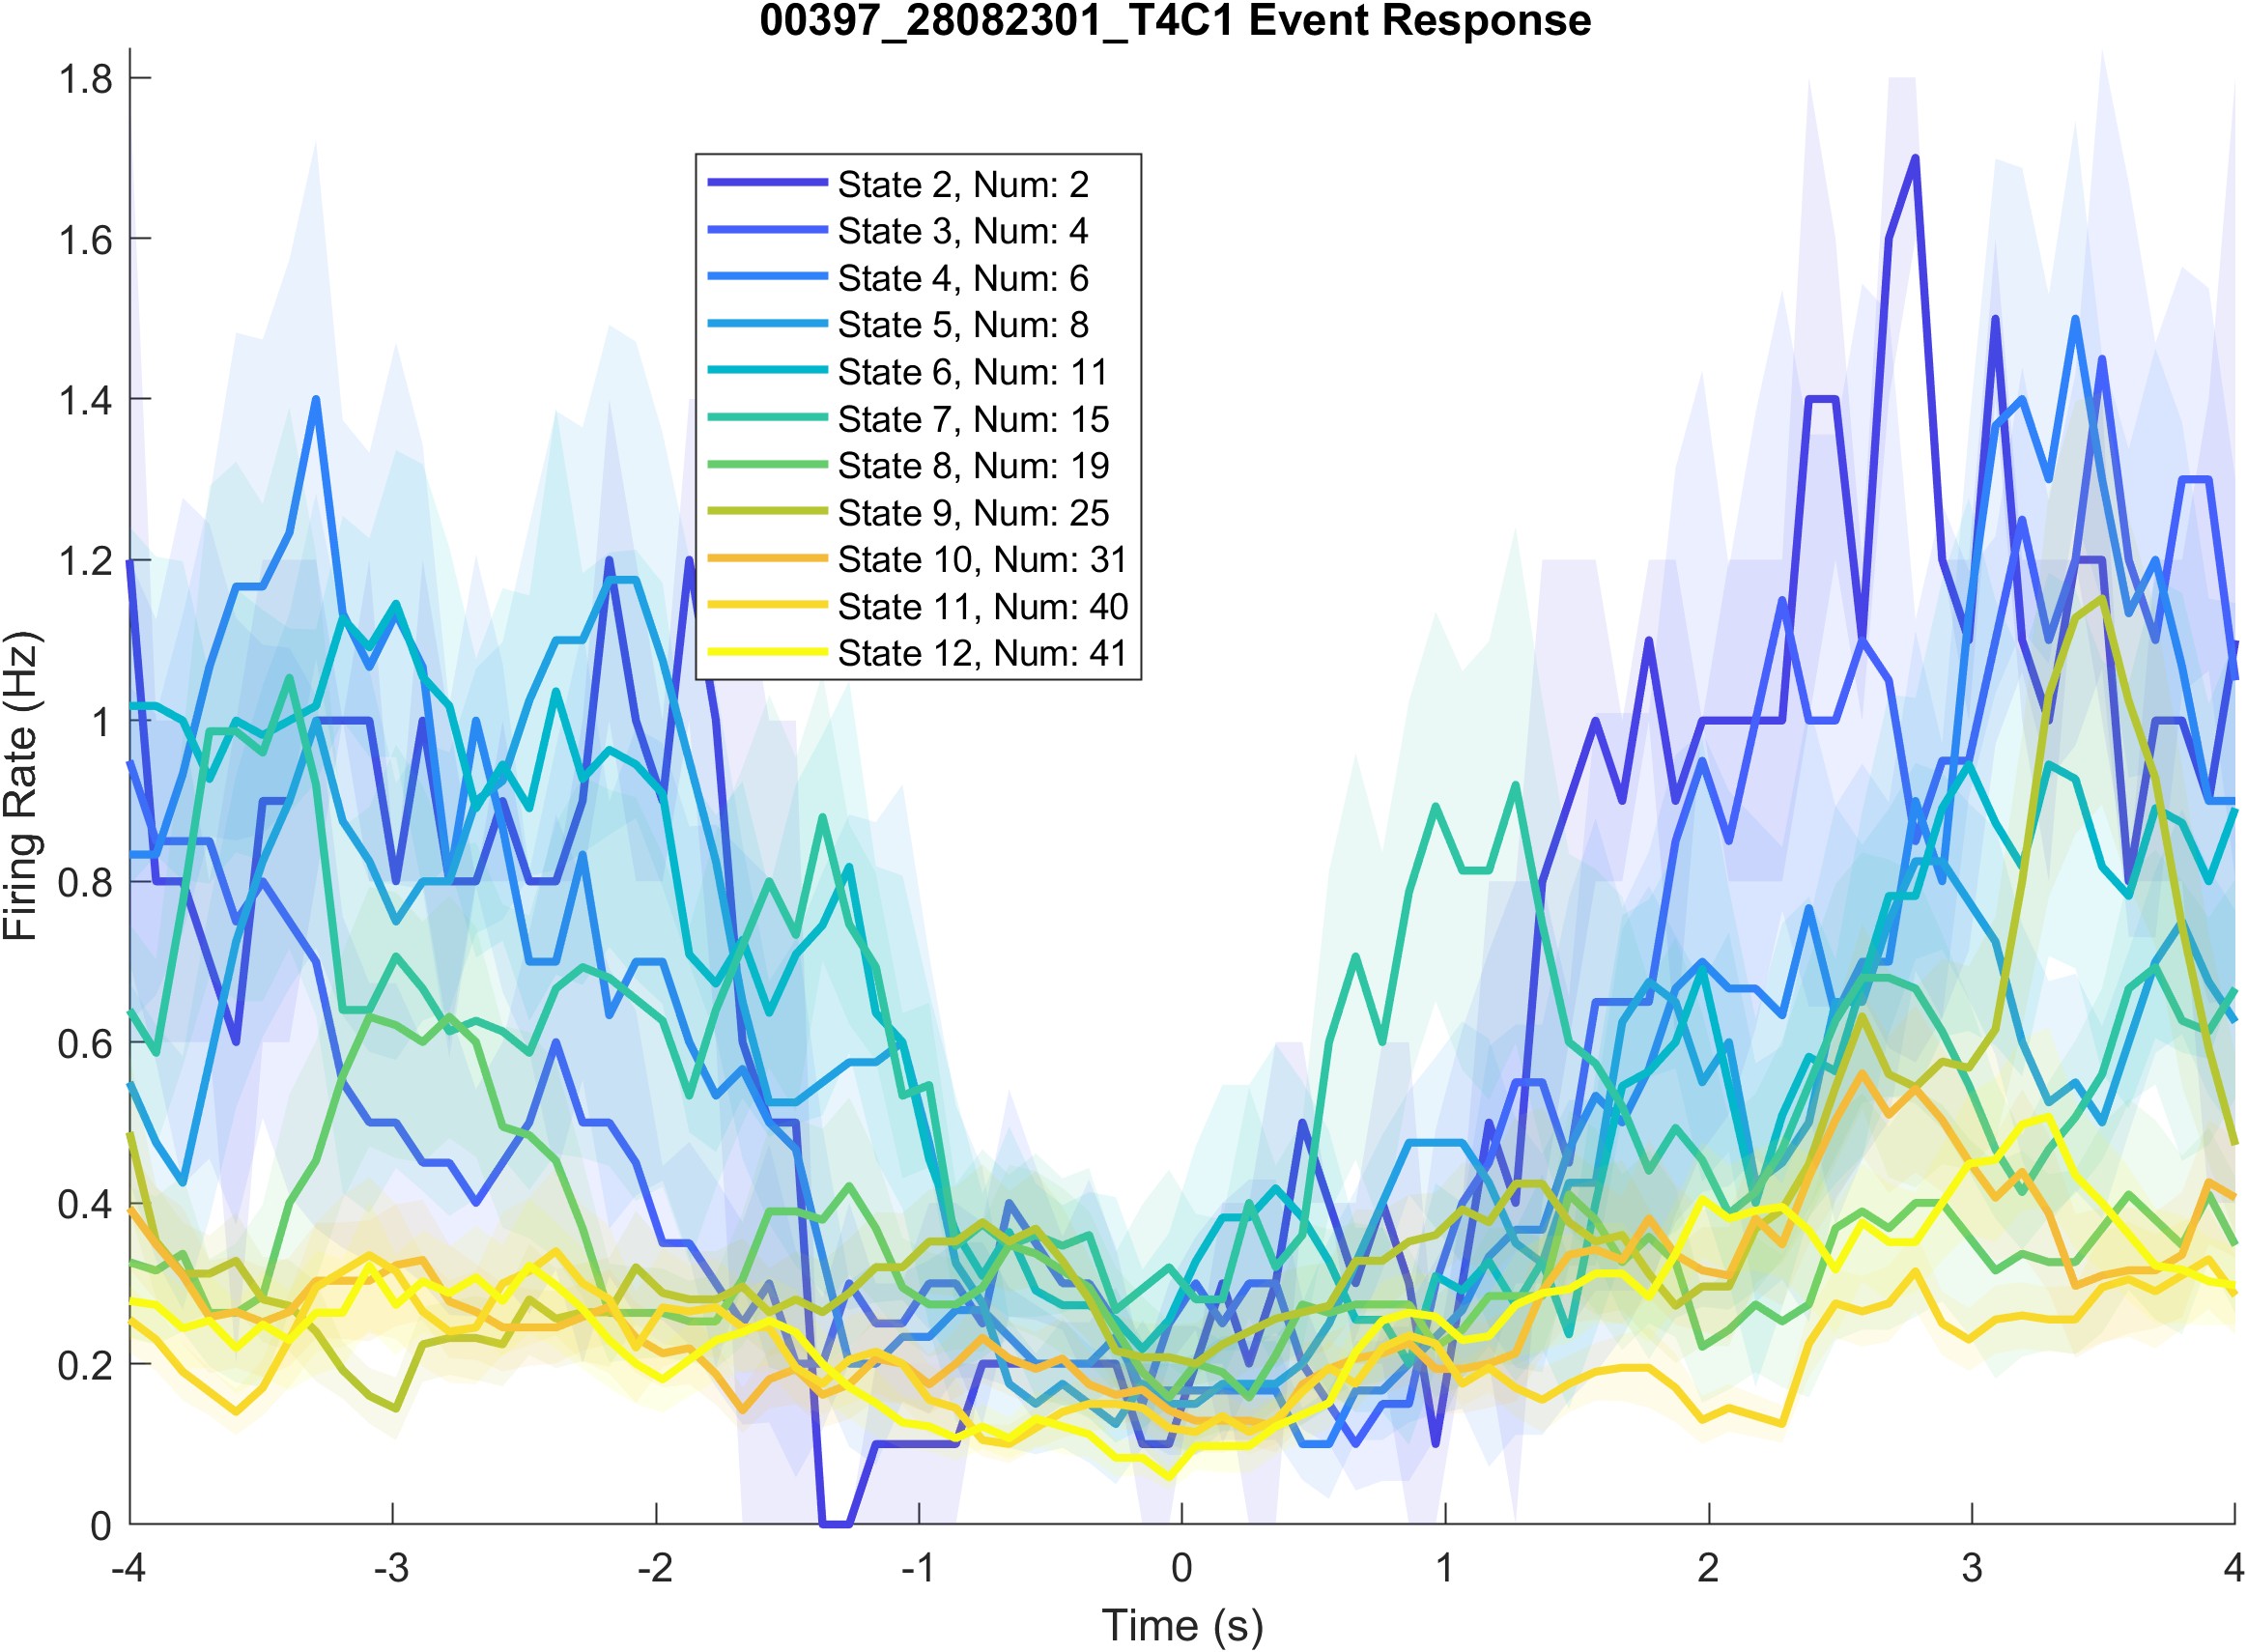 00397_28082301_T4C1 Event Response
Firing Rate (Hz)
1.8
1.6
1.4
1.2
1
0.8
0.6
0.4
0.2
0
State 2, Num: 2
State 3, Num: 4
State 4, Num: 6
State 5, Num: 8
State 6, Num: 11
State 7, Num: 15
State 8, Num: 19
State 9, Num: 25
State 10, Num: 31
State 11, Num: 40
State 12, Num: 41
-4
-3
-2
-1
0
1
2
3
4
Time (s)